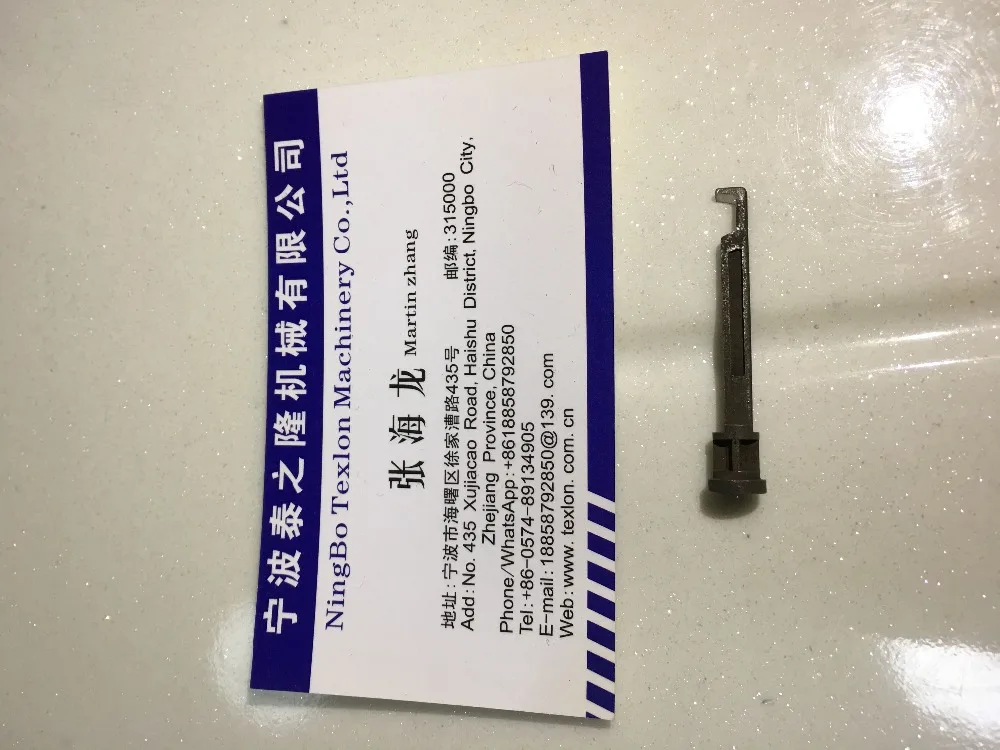 宁波泰之隆机械有限公司
NingBo Texlon Machinery Co.,Ltd
张海龙 Martin zhang
地址:宁波市海曙区徐家漕路435号 邮编:315000
Add:No. 435 Xujiacao Road, Haishu District, Ningbo City,
Zhejiang Province, China
Phone/WhatsApp:+8618858792850
Tel:+86-0574-89134905
E-mail:18858792850@139. com
Web:www. texlon. com. cn